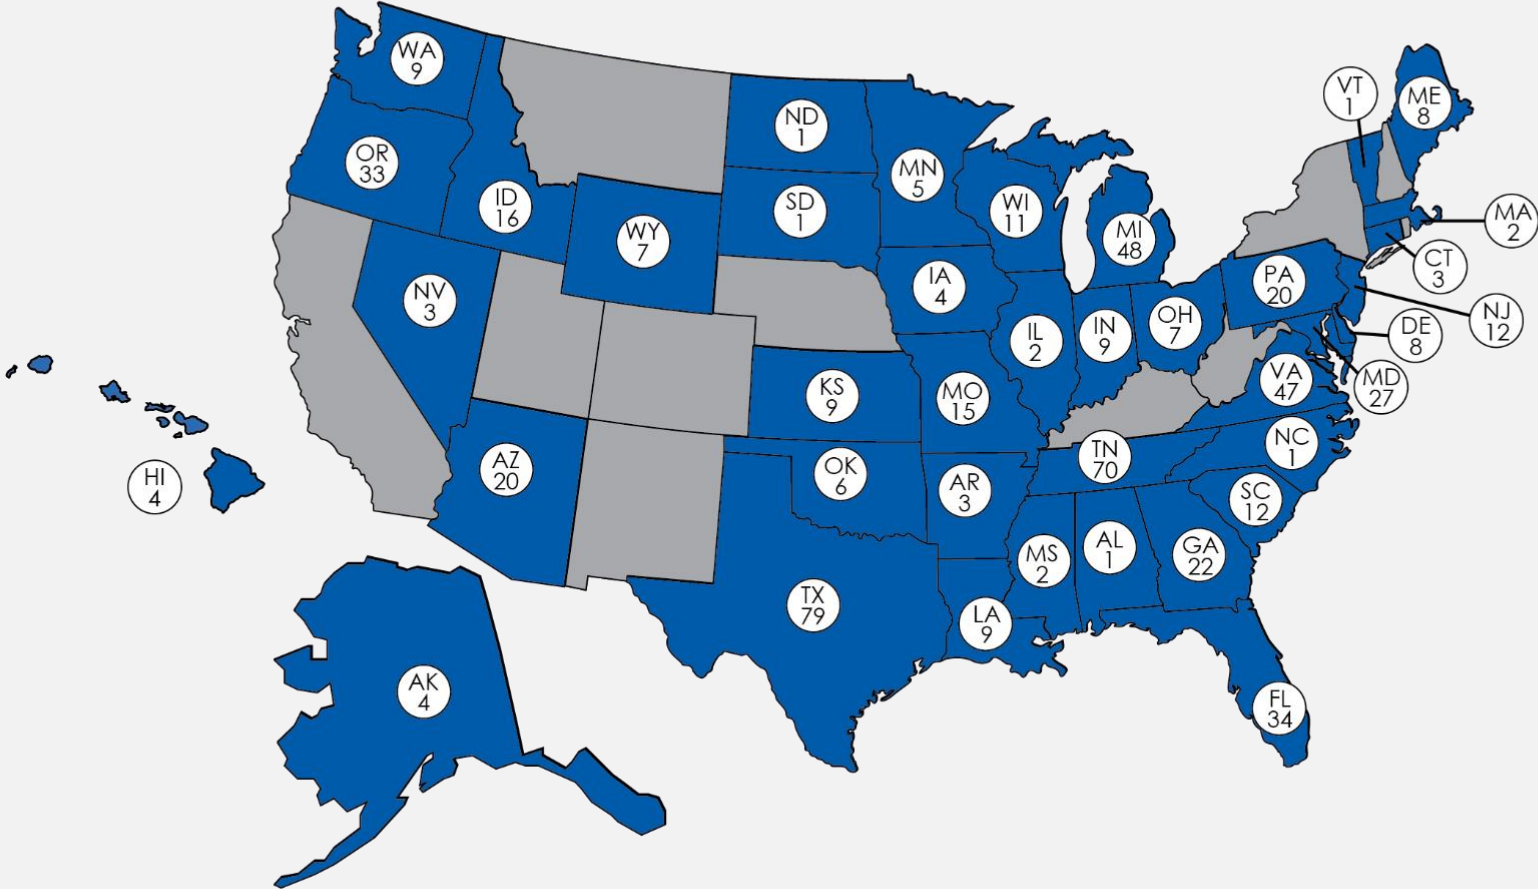 WA
9
OR
33
ID
16
WY
7
NV
3
AZ
20
ND
1
SD
1
MN
5
WI
11
MI
48
IA
4
IL
2
IN
9
OH
7
PA
20
KS
9
MO
15
OK
6
AR
3
TX
79
LA
9
MS
2
AL
1
GA
22
FL
34
SC
12
NC
1
TN
70
VA
47
MD
27
DE
8
NJ
12
CT
3
MA
2
VT
1
ME
8
HI
4
AK
4